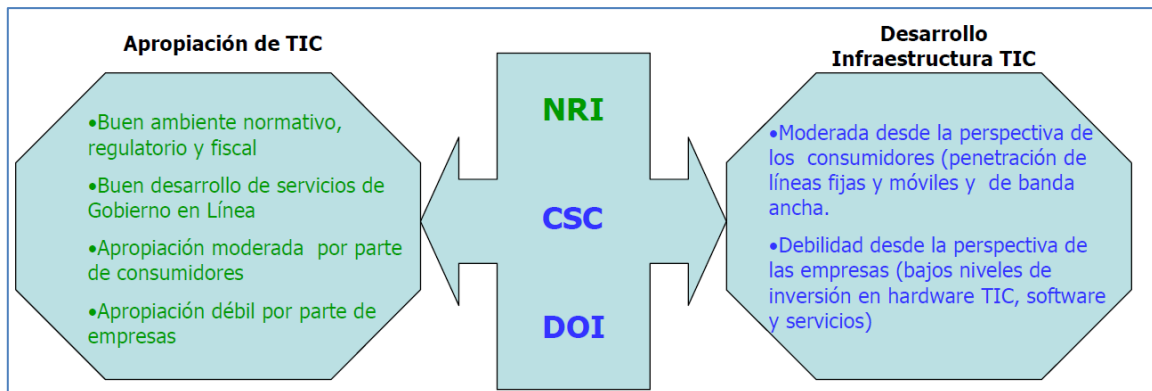 Apropiación de TIC
•Buen ambiente normativo,
regulatorio y fiscal
•Buen desarrollo de servicios de
Gobierno en Línea
•Apropiación moderada por parte
de consumidores
•Apropiación débil por parte de
empresas
NRI
CSC
DOI
Desarrollo
Infraestructura TIC
•Moderada desde la perspectiva de
los consumidores (penetración de
líneas fijas y móviles y de banda
ancha.
•Debilidad desde la perspectiva de
las empresas (bajos niveles de
inversión en hardware TIC, software
y servicios)